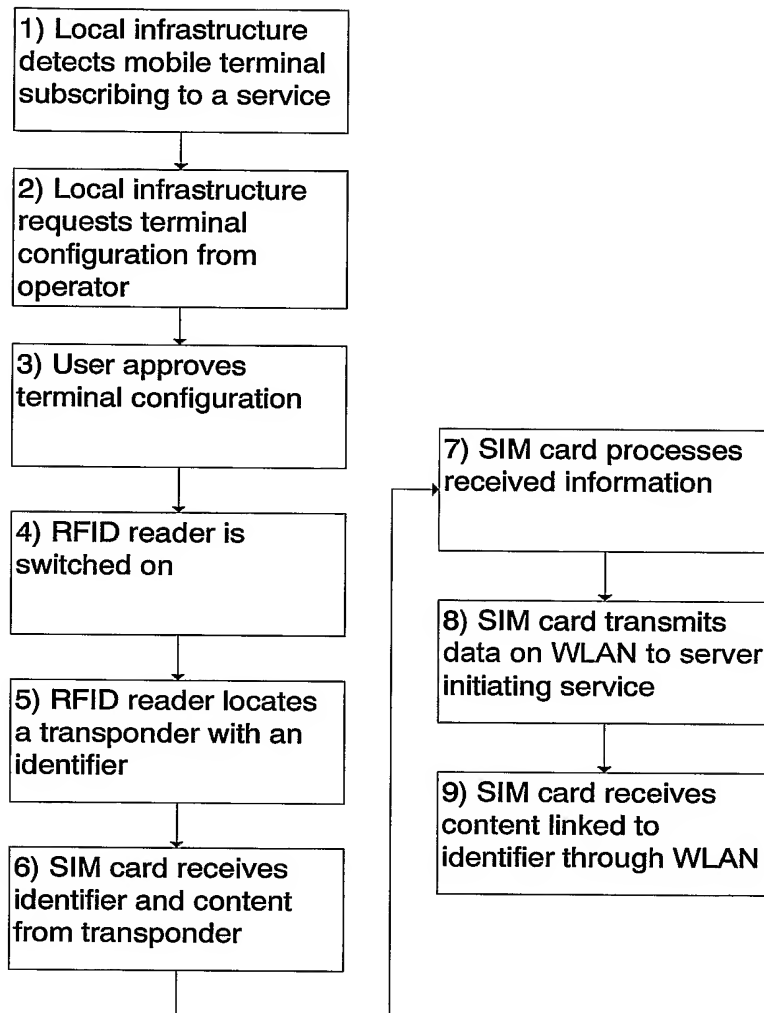 1) Local infrastructure
detects mobile terminal
subscribing to a service
2) Local infrastructure
requests terminal
configuration from
operator
3) User approves
terminal configuration
4) RFID reader is
switched on
5) RFID reader locates
a transponder with an
identifier
6) SIM card receives
identifier and content
from transponder
7) SIM card processes
received information
8) SIM card transmits
data on WLAN to server
initiating service
9) SIM card receives
content linked to
identifier through WLAN